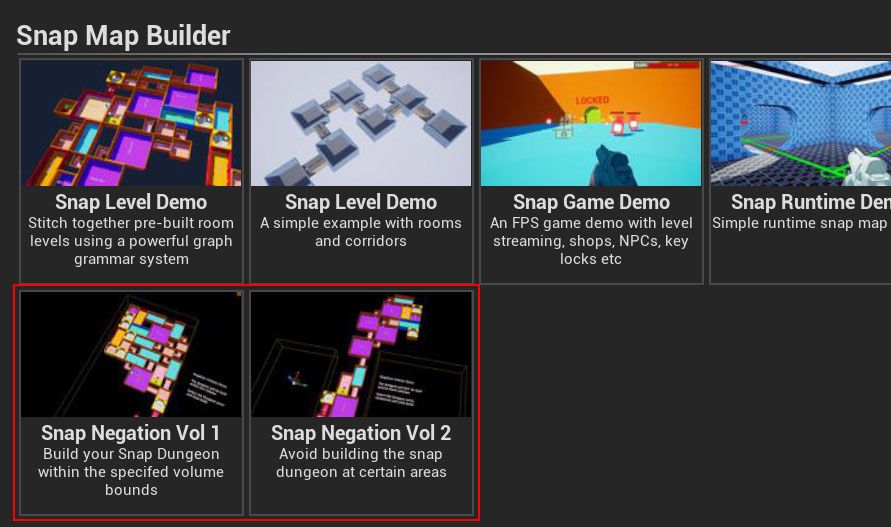 Snap Map Builder
LOCKED
Snap Level Demo
Stitch together pre-built room
levels using a powerful graph
grammar system
Snap Level Demo
A simple example with rooms
and corridors
Snap Game Demo
An FPS game demo with level
streaming, shops, NPCs, key
locks etc
Snap Runtime Den
Simple runtime snap map
Snap Negation Vol 1
Build your Snap Dungeon
within the specifed volume
bounds
Snap Negation Vol 2
Avoid building the snap
dungeon at certain areas